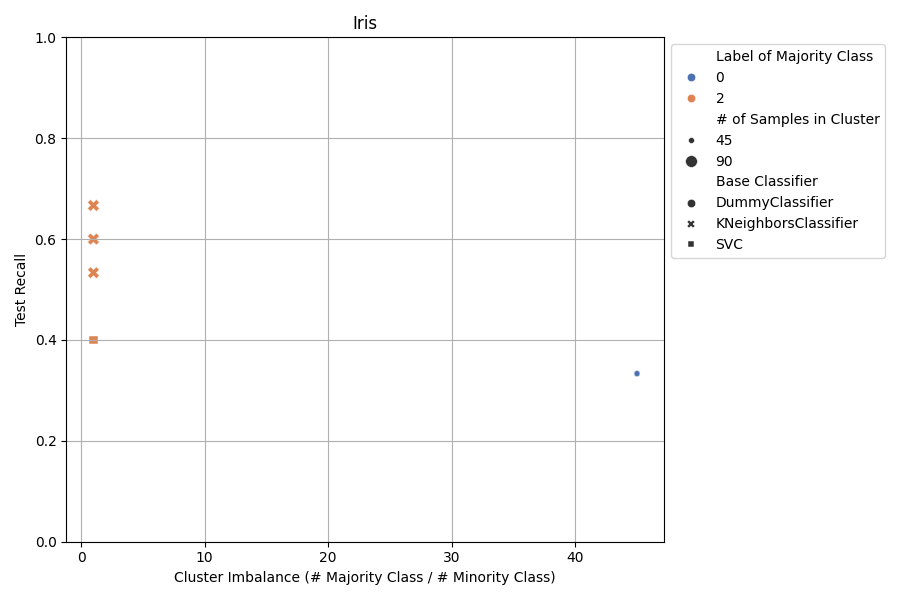 Iris
1.0
0.8
0.6
0.4
0.2
0.0
Test Recall
0
10
20
30
40
Cluster Imbalance (# Majority Class / # Minority Class)
Label of Majority Class
0
2
# of Samples in Cluster
45
90
Base Classifier
DummyClassifier
KNeighborsClassifier
SVC